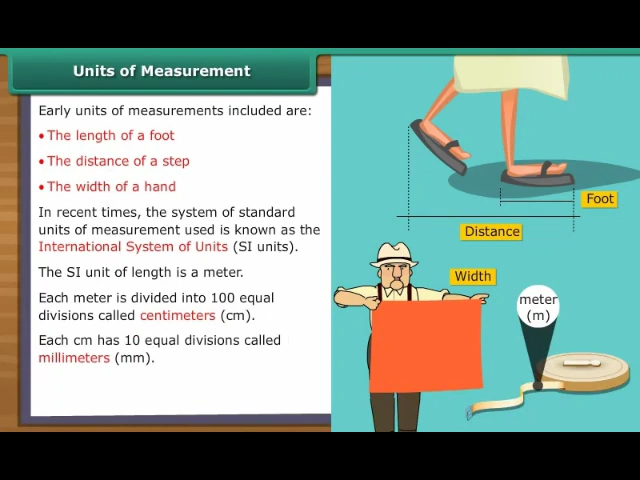 Units of Measurement
Early units of measurements included are:
• The length of a foot
• The distance of a step
• The width of a hand
In recent times, the system of standard
units of measurement used is known as the
International System of Units (SI units).
The SI unit of length is a meter.
Each meter is divided into 100 equal
divisions called centimeters (cm).
Each cm has 10 equal divisions called
millimeters (mm).
Foot
Distance
Width
meter
(m)